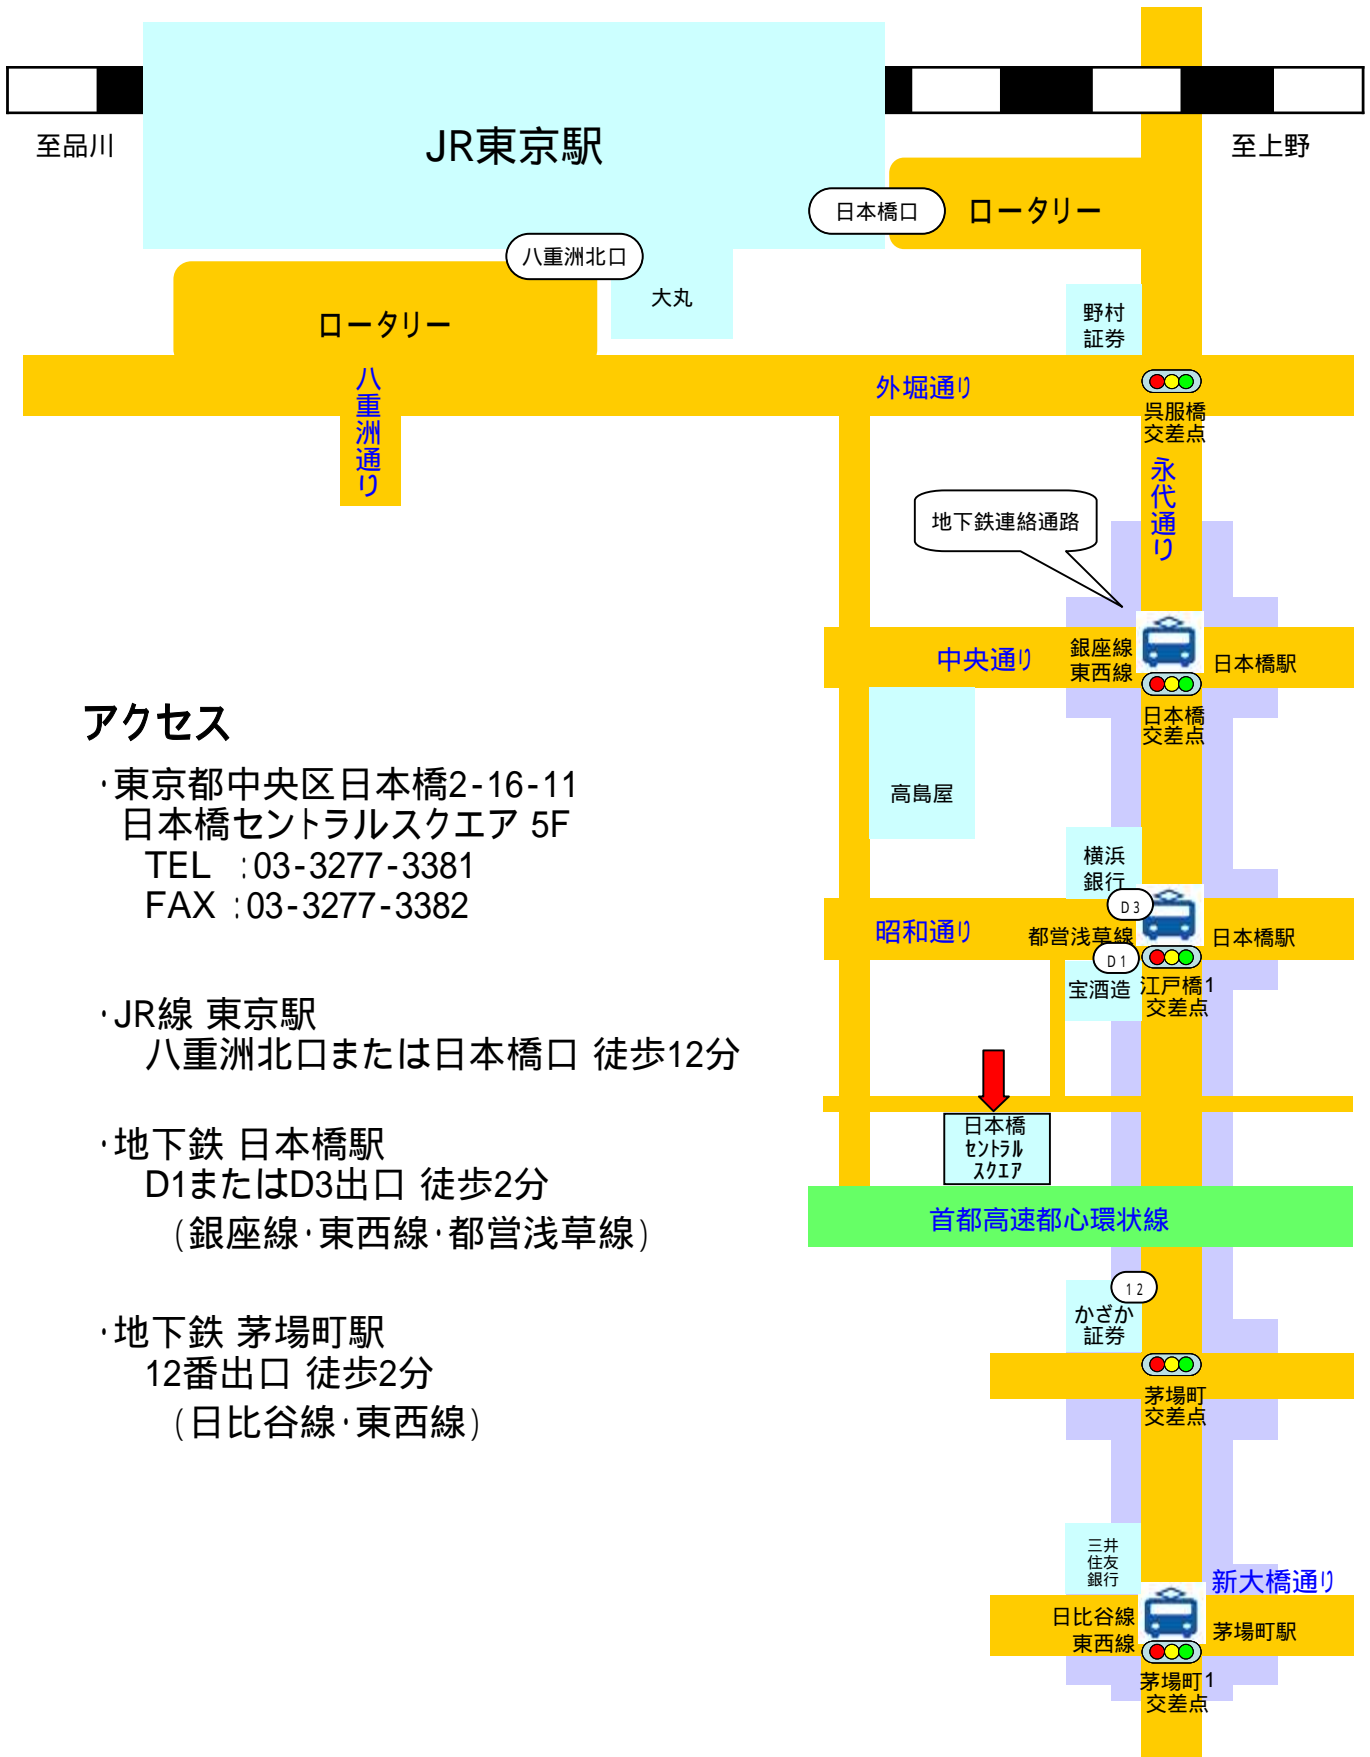 JR東京駅
至品川
至上野
日本橋口
ロータリー
八重洲北口
大丸
ロータリー
野村
証券
八重洲通り
外堀通り
呉服橋
交差点
永代通り
地下鉄連絡通路
中央通り
銀座線
東西線
日本橋駅
日本橋
交差点
高島屋
横浜
銀行
D3
昭和通り
都営浅草線
日本橋駅
D1
宝酒造
江戸橋1
交差点
日本橋
セントラル
スクエア
首都高速都心環状線
12
かざか
証券
茅場町
交差点
三井
住友
銀行
新大橋通り
日比谷線
東西線
茅場町駅
茅場町1
交差点
アクセス
・東京都中央区日本橋2-16-11
日本橋セントラルスクエア 5F
TEL :03-3277-3381
FAX :03-3277-3382
・JR線 東京駅
八重洲北口または日本橋口 徒歩12分
・地下鉄 日本橋駅
D1またはD3出口 徒歩2分
(銀座線・東西線・都営浅草線)
・地下鉄 茅場町駅
12番出口 徒歩2分
(日比谷線・東西線)